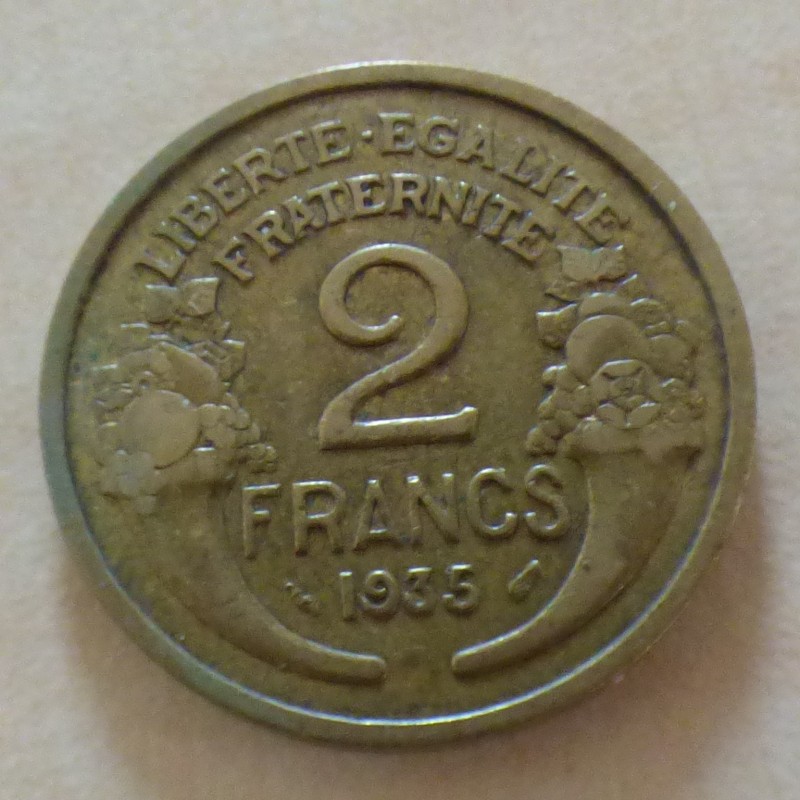 LIBERTE·EGALITE
FRATERNITE
2
FRANCS
1935